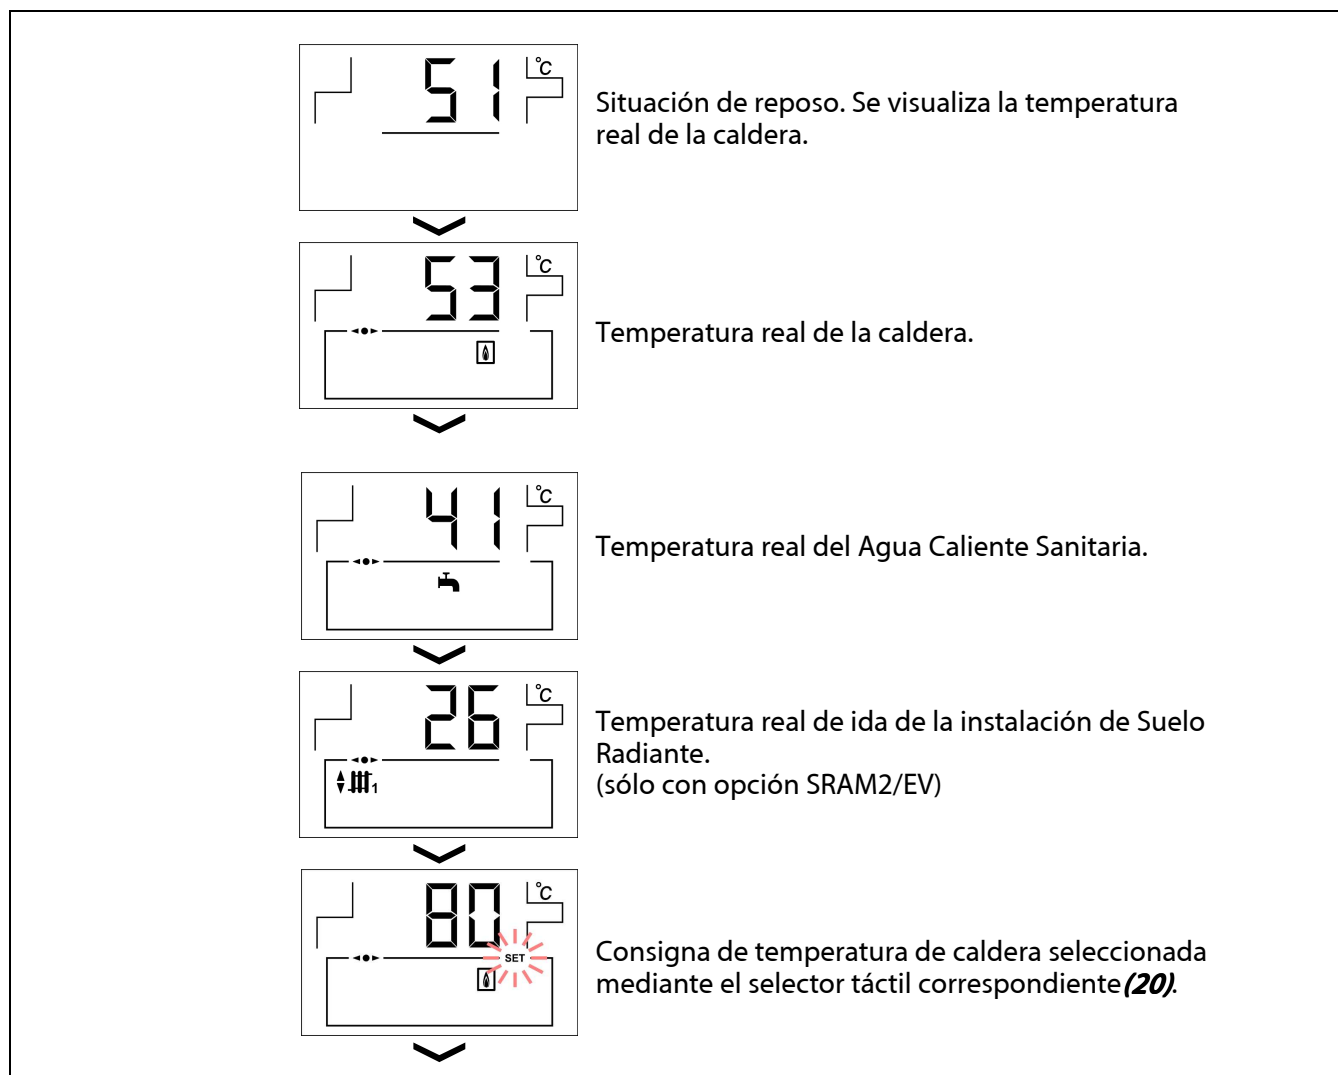 51 °C
Situación de reposo. Se visualiza la temperatura
real de la caldera.
53 °C
Temperatura real de la caldera.
41 °C
Temperatura real del Agua Caliente Sanitaria.
26 °C
1
Temperatura real de ida de la instalación de Suelo
Radiante.
(sólo con opción SRAM2/EV)
80 °C
SET
Consigna de temperatura de caldera seleccionada
mediante el selector táctil correspondiente(20).